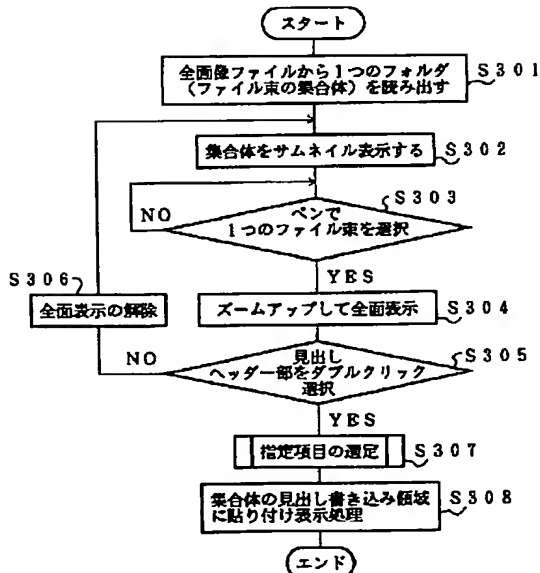 スタート
全画像ファイルから1つのフォルダ
(ファイル束の集合体)を読み出す
S301
集合体をサムネイル表示する
S302
S303
ペンで
1つのファイル束を選択
NO
YES
S306
全面表示の解除
ズームアップして全面表示
S304
見出し
ヘッダー部をダブルクリック
選択
S305
NO
YES
指定項目の選定
S307
集合体の見出し書き込み領域
に貼り付け表示処理
S308
エンド